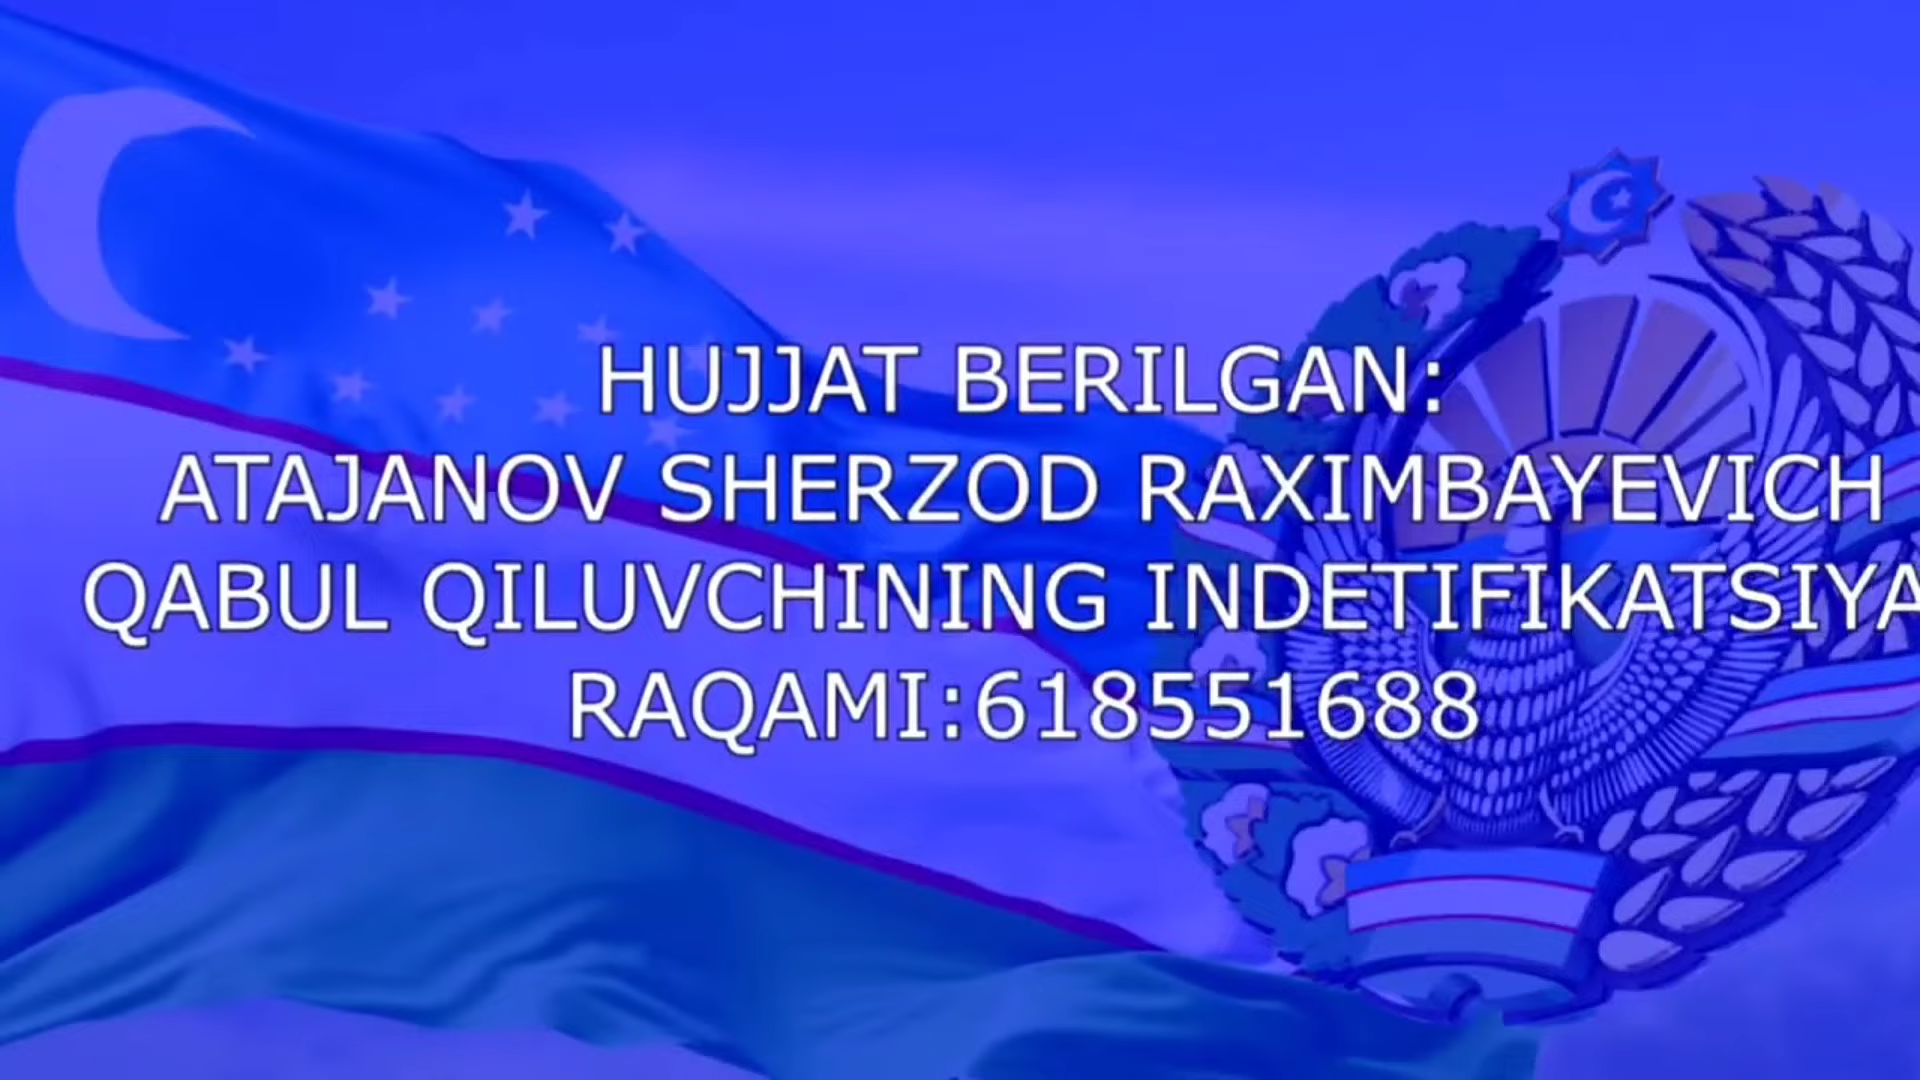 HUJJAT BERILGAN:
ATAJANOV SHERZOD RAXIMBAYEVICH
QABUL QILUVCHINING INDETIFIKATSIYA
RAQAMI:618551688